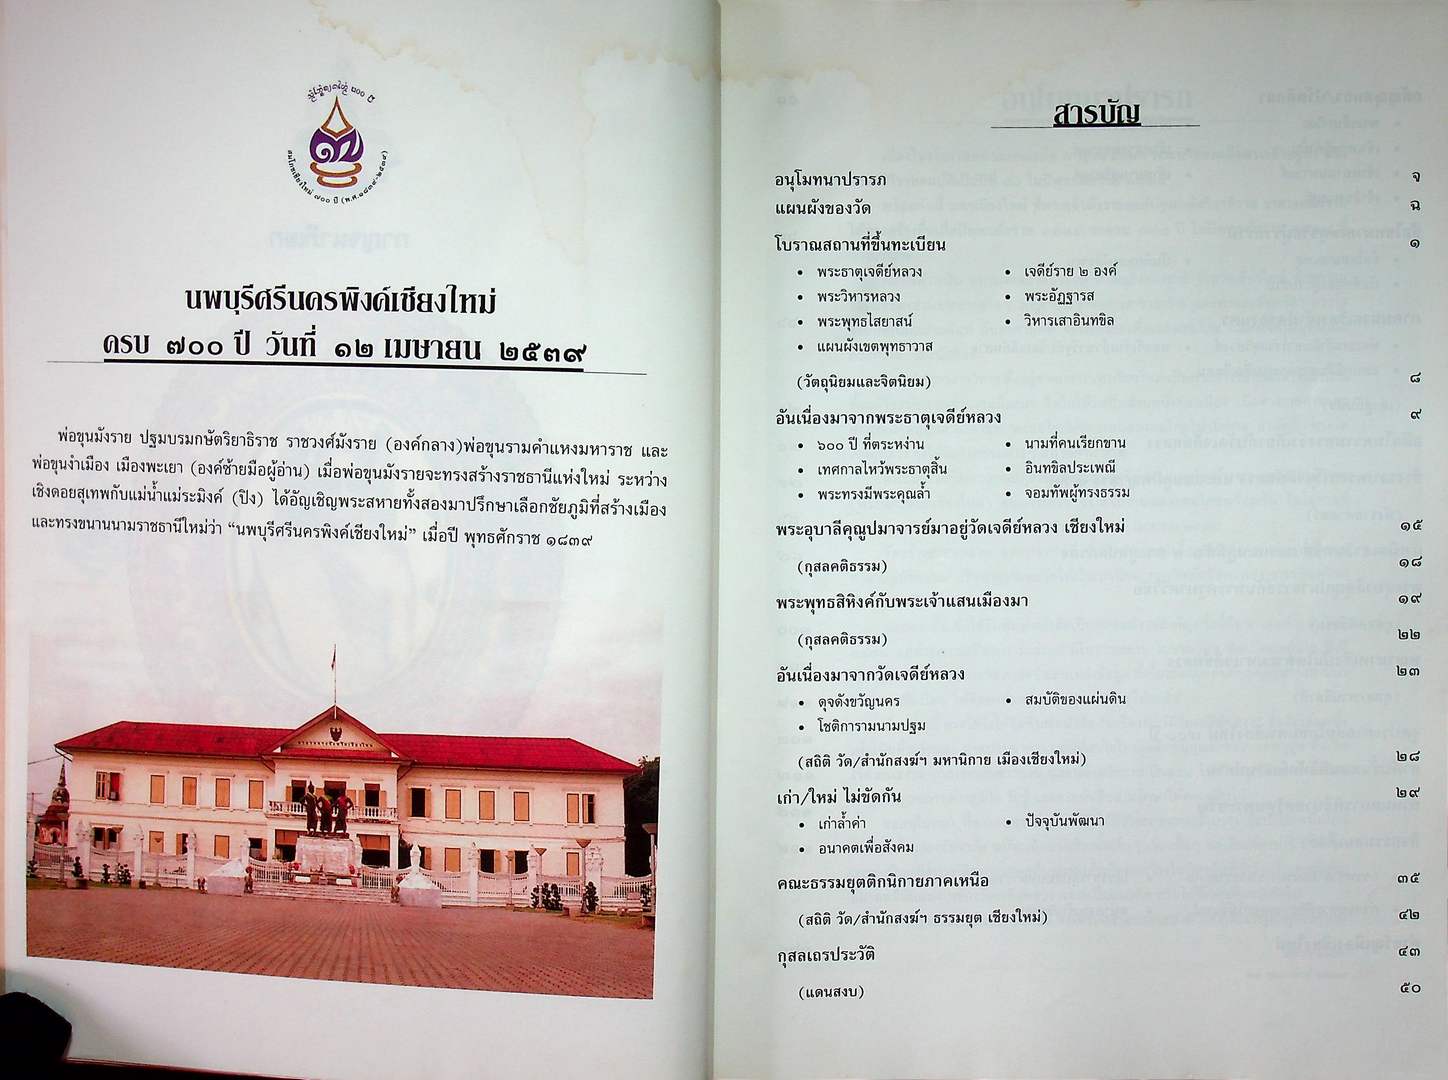 สมโภชเชียงใหม่ ๗๐๐ ปี (พ.ศ.๑๘๓๙-๒๕๓๙)
นพบุรีศรีนครพิงค์เชียงใหม่
ครบ ๗๐๐ ปี วันที่ ๑๒ เมษายน ๒๕๓๙
พ่อขุนมังราย ปฐมบรมกษัตริยาธิราช ราชวงศ์มังราย (องค์กลาง)พ่อขุนรามคำแหงมหาราช และ
พ่อขุนงำเมือง เมืองพะเยา (องค์ซ้ายมือผู้อ่าน) เมื่อพ่อขุนมังรายจะทรงสร้างราชธานีแห่งใหม่ ระหว่าง
เชิงดอยสุเทพกับแม่น้ำแม่ระมิงค์ (ปิง) ได้อัญเชิญพระสหายทั้งสองมาปรึกษาเลือกชัยภูมิที่สร้างเมือง
และทรงขนานนามราชธานีใหม่ว่า “นพบุรีศรีนครพิงค์เชียงใหม่” เมื่อปี พุทธศักราช ๑๘๓๙
สารบัญ
อนุโมทนาปรารภ จ
แผนผังของวัด ฉ
โบราณสถานที่ขึ้นทะเบียน ๑
• พระธาตุเจดีย์หลวง • เจดีย์ราย ๒ องค์
• พระวิหารหลวง • พระอัฏฐารส
• พระพุทธไสยาสน์ • วิหารเสาอินทขิล
• แผนผังเขตพุทธาวาส
(วัตถุนิยมและจิตนิยม) ๘
อันเนื่องมาจากพระธาตุเจดีย์หลวง ๙
• ๖๐๐ ปี ที่ตระหง่าน • นามที่คนเรียกขาน
• เทศกาลไหว้พระธาตุสิ้น • อินทขิลประเพณี
• พระทรงมีพระคุณล้ำ • จอมทัพผู้ทรงธรรม
พระอุบาลีคุณูปมาจารย์มาอยู่วัดเจดีย์หลวง เชียงใหม่ ๑๕
(กุสลคติธรรม) ๑๘
พระพุทธสิหิงค์กับพระเจ้าแสนเมืองมา ๑๙
(กุสลคติธรรม) ๒๒
อันเนื่องมาจากวัดเจดีย์หลวง ๒๓
• ดุจดังขวัญนคร • สมบัติของแผ่นดิน
• โชติการามนามปฐม
(สถิติ วัด/สำนักสงฆ์ฯ มหานิกาย เมืองเชียงใหม่) ๒๘
เก่า/ใหม่ ไม่ขัดกัน ๒๙
• เก่าล้ำค่า • ปัจจุบันพัฒนา
• อนาคตเพื่อสังคม
คณะธรรมยุตติกนิกายภาคเหนือ ๓๕
(สถิติ วัด/สำนักสงฆ์ฯ ธรรมยุต เชียงใหม่) ๔๒
กุสลเถรประวัติ ๔๓
(แดนสงบ) ๕๐